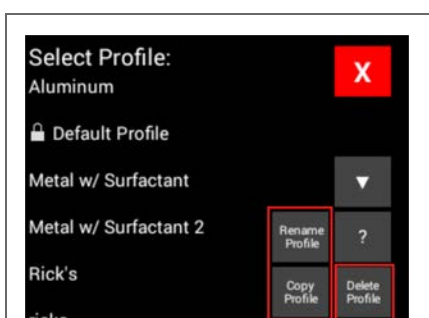 Select Profile:
Aluminum
X
Default Profile
Metal w/ Surfactant
▼
Metal w/ Surfactant 2
Rename
Profile
?
Rick's
Copy
Profile
Delete
Profile